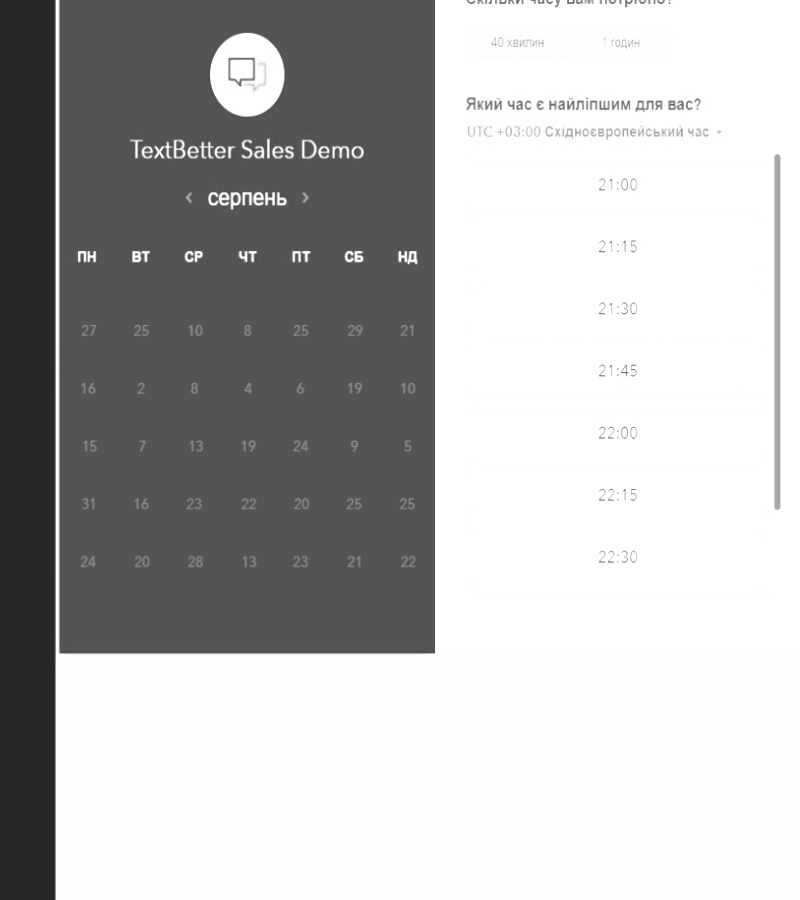 TextBetter Sales Demo
‹ серпень ›
ПН ВТ СР ЧТ ПТ СБ НД
27 25 10 8 25 29 21
16 2 8 4 6 19 10
15 7 13 19 24 9 5
31 16 23 22 20 25 25
24 20 28 13 23 21 22
Скільки часу вам потрібно?
40 хвилин 1 годин
Який час є найліпшим для вас?
UTC +03:00 Східноєвропейський час
21:00
21:15
21:30
21:45
22:00
22:15
22:30